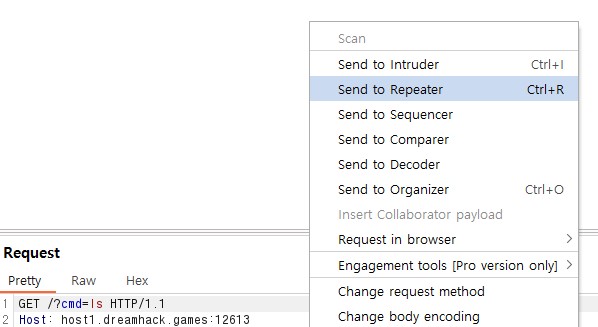 Scan
Send to Intruder Ctrl+I
Send to Repeater Ctrl+R
Send to Sequencer
Send to Comparer
Send to Decoder
Send to Organizer Ctrl+O
Insert Collaborator payload
Request in browser
Engagement tools [Pro version only]
Change request method
Change body encoding
Request
Pretty Raw Hex
1 GET /?cmd=ls HTTP/1.1
2 Host: host1.dreamhack.games:12613